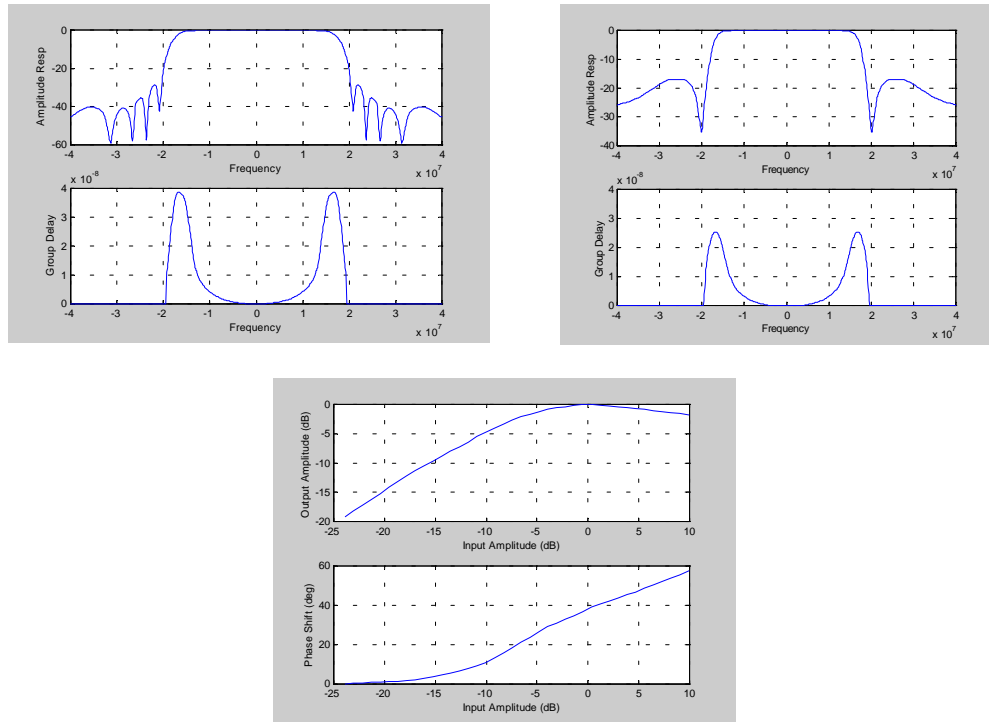 Amplitude Resp
0
-20
-40
-60
-4 -3 -2 -1 0 1 2 3 4
Frequency
x 10^7
x 10^-8
Group Delay
4
3
2
1
0
-4 -3 -2 -1 0 1 2 3 4
Frequency
x 10^7
Amplitude Resp
0
-10
-20
-30
-40
-4 -3 -2 -1 0 1 2 3 4
Frequency
x 10^7
x 10^-8
Group Delay
4
3
2
1
0
-4 -3 -2 -1 0 1 2 3 4
Frequency
x 10^7
Output Amplitude (dB)
0
-5
-10
-15
-20
-25 -20 -15 -10 -5 0 5 10
Input Amplitude (dB)
Phase Shift (deg)
60
40
20
0
-25 -20 -15 -10 -5 0 5 10
Input Amplitude (dB)